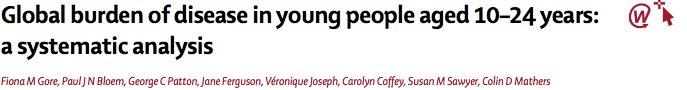 Global burden of disease in young people aged 10–24 years:
a systematic analysis
Fiona M Gore, Paul J N Bloem, George C Patton, Jane Ferguson, Véronique Joseph, Carolyn Coffey, Susan M Sawyer, Colin D Mathers